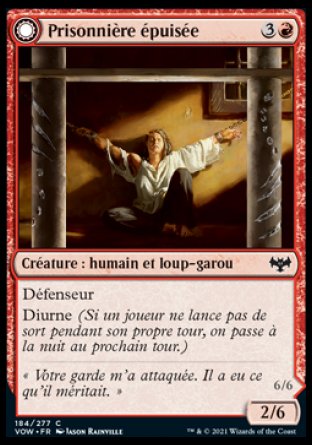 Prisonnière épuisée 3
Créature : humain et loup-garou
Défenseur
Diurne (Si un joueur ne lance pas de
sort pendant son propre tour, on passe à
la nuit au prochain tour.)
« Votre garde m'a attaquée. Il a eu ce
qu'il méritait. »
6/6
2/6
184/277 C
VOW • FR Jason Rainville
™ & © 2021 Wizards of the Coast